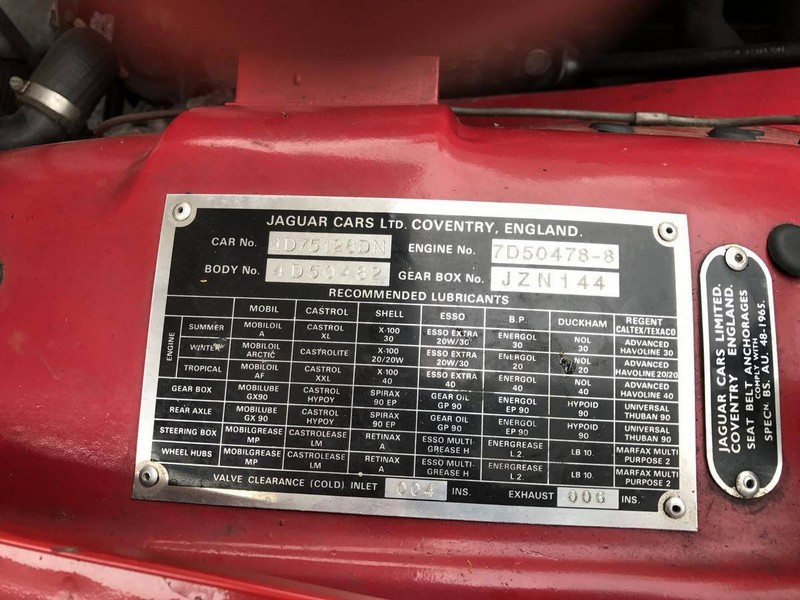 JAGUAR CARS LTD. COVENTRY, ENGLAND.
CAR No. 1D75126DN ENGINE No. 7D50478-8
BODY No. 4D50482 GEAR BOX No. JZN144
RECOMMENDED LUBRICANTS
MOBIL CASTROL SHELL ESSO B.P. DUCKHAM REGENT CALTEX/TEXACO
ENGINE
SUMMER MOBILOIL A CASTROL XL X-100 30 ESSO EXTRA 20W/30 ENERGOL 30 NOL 30 ADVANCED HAVOLINE 30
WINTER MOBILOIL ARCTIC CASTROLITE X-100 20/20W ESSO EXTRA 20W/30 ENERGOL 20 NOL 20 ADVANCED HAVOLINE 20/20
TROPICAL MOBILOIL AF CASTROL XXL X-100 40 ESSO EXTRA 40 ENERGOL 40 NOL 40 ADVANCED HAVOLINE 40
GEAR BOX MOBILUBE GX90 CASTROL HYPOY SPIRAX 90 EP GEAR OIL GP 90 ENERGOL EP 90 HYPOID 90 UNIVERSAL THUBAN 90
REAR AXLE MOBILUBE GX 90 CASTROL HYPOY SPIRAX 90 EP GEAR OIL GP 90 ENERGOL EP 90 HYPOID 90 UNIVERSAL THUBAN 90
STEERING BOX MOBILGREASE MP CASTROLEASE LM RETINAX A ESSO MULTI- GREASE H ENERGREASE L2. LB 10. MARFAX MULTI PURPOSE 2
WHEEL HUBS MOBILGREASE MP CASTROLEASE LM RETINAX A ESSO MULTI- GREASE H ENERGREASE L.2. LB 10. MARFAX MULTI PURPOSE 2
VALVE CLEARANCE (COLD) INLET 004 INS. EXHAUST 006 INS.
JAGUAR CARS LIMITED.
COVENTRY ENGLAND.
SEAT BELT ANCHORAGES
COMPLY WITH
SPECN. BS. AU. 48-1965.